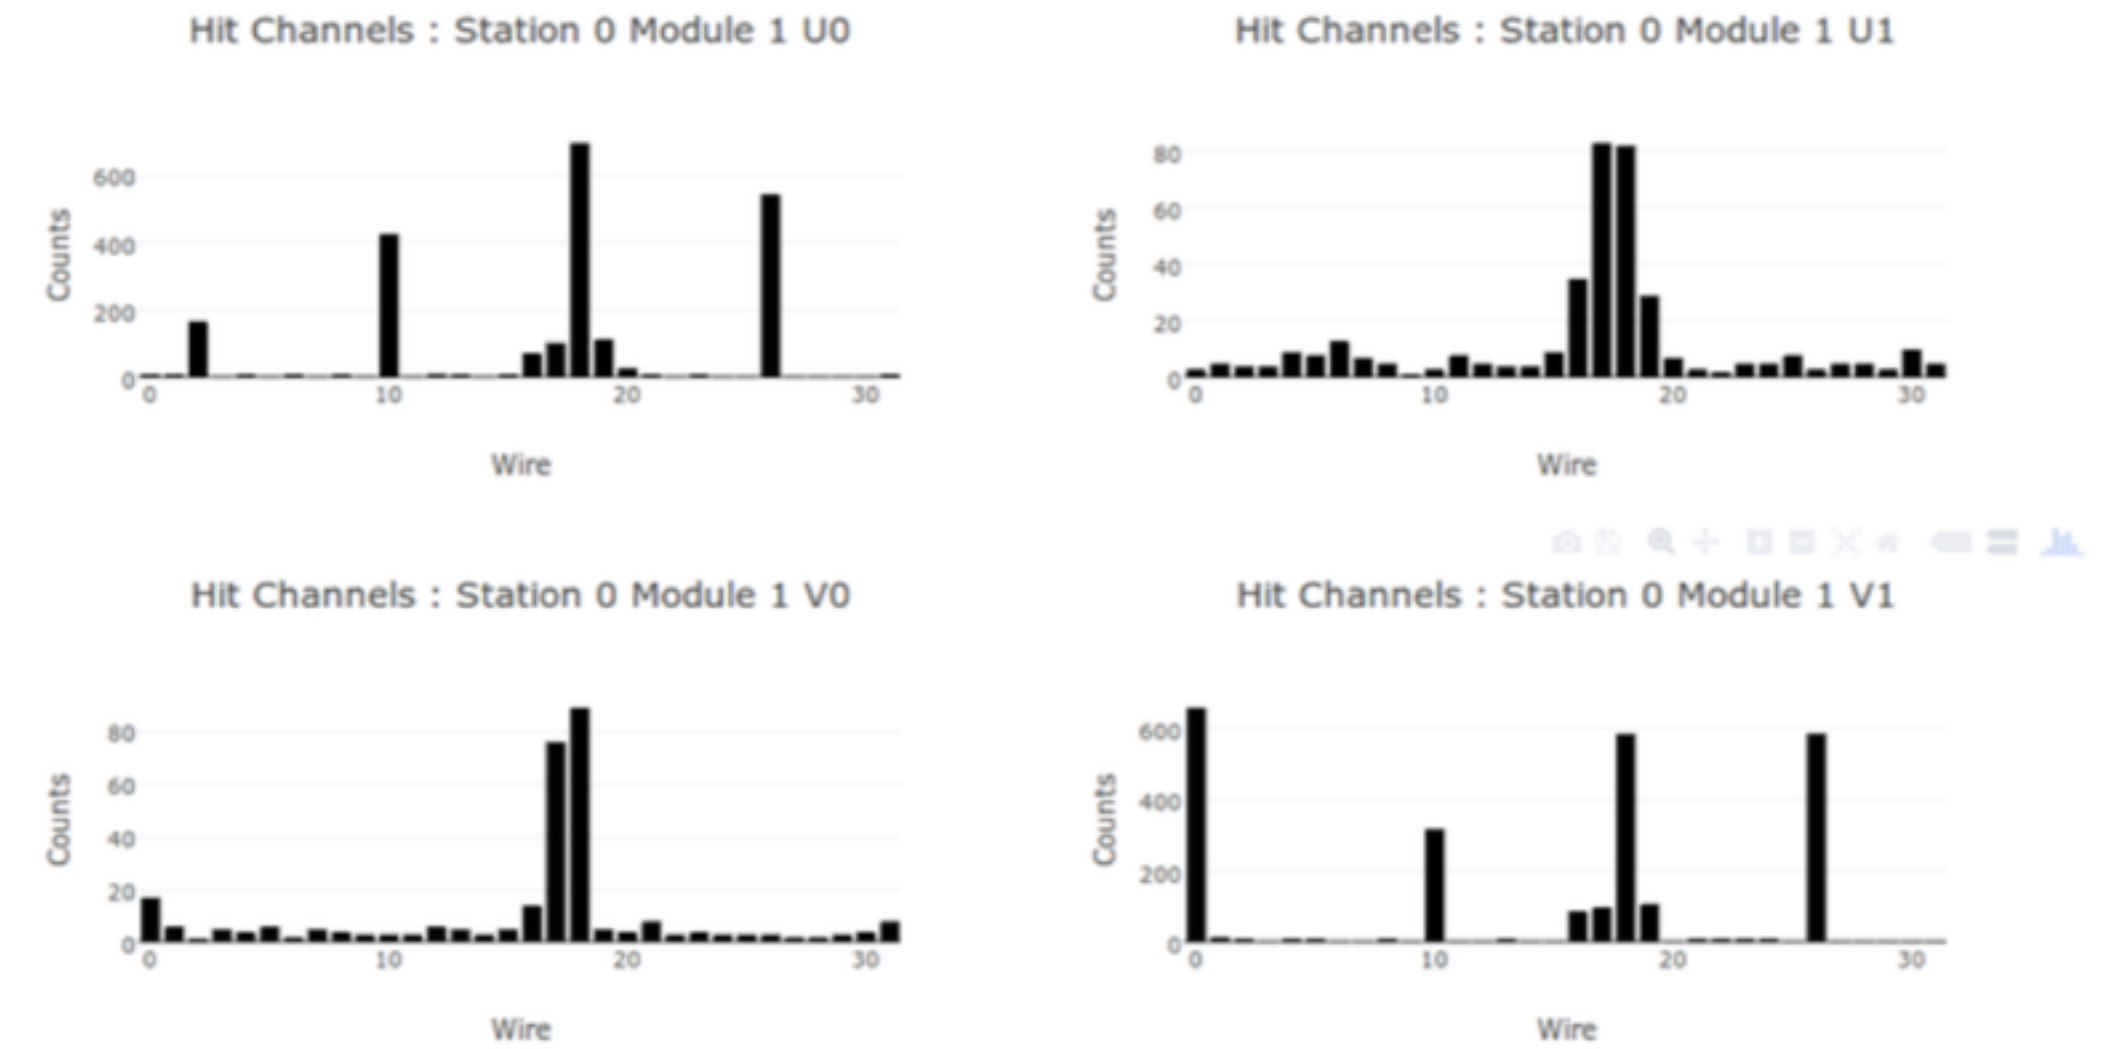 Hit Channels : Station 0 Module 1 U0
600
400
200
0
Counts
0 10 20 30
Wire
Hit Channels : Station 0 Module 1 U1
80
60
40
20
0
Counts
0 10 20 30
Wire
Hit Channels : Station 0 Module 1 V0
80
60
40
20
0
Counts
0 10 20 30
Wire
Hit Channels : Station 0 Module 1 V1
600
400
200
0
Counts
0 10 20 30
Wire